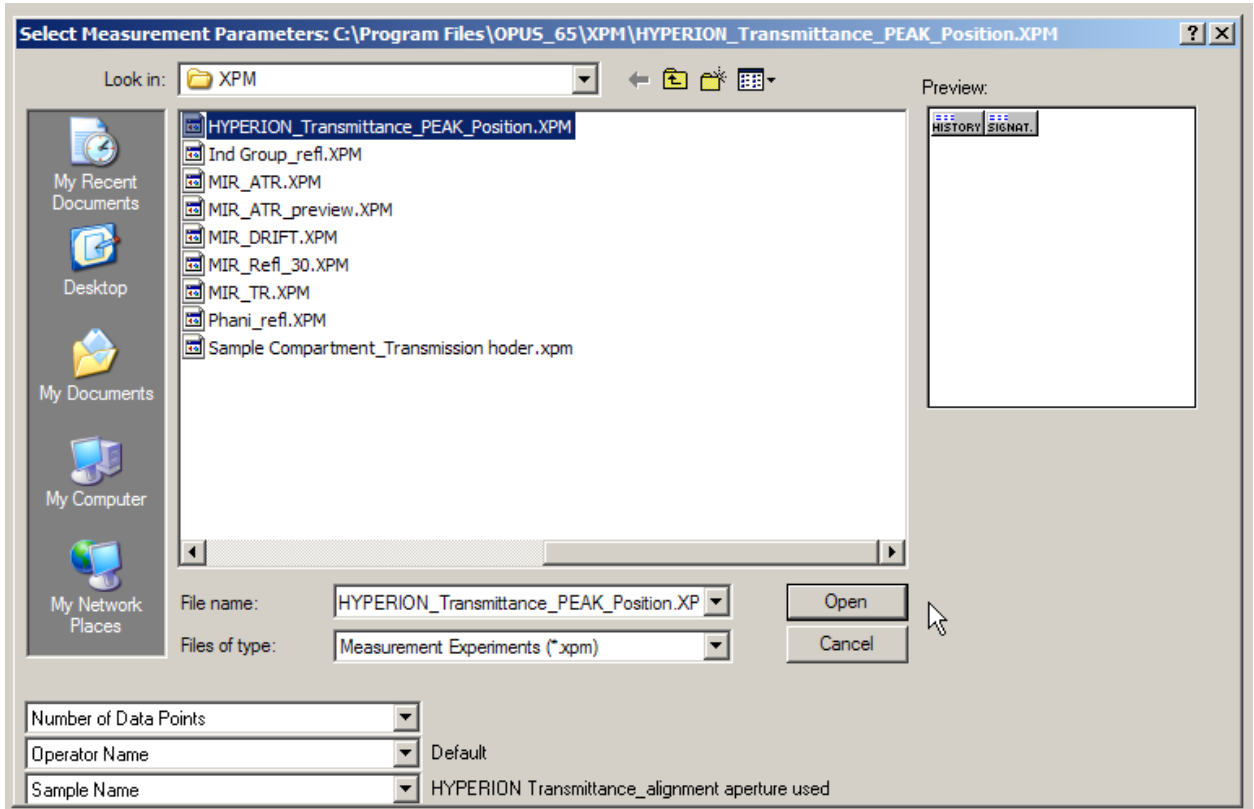 Select Measurement Parameters: C:\Program Files\OPUS_65\XPM\HYPERION_Transmittance_PEAK_Position.XPM
Look in: XPM
Preview:
HISTORY SIGNAT.
HYPERION_Transmittance_PEAK_Position.XPM
Ind Group_refl.XPM
MIR_ATR.XPM
MIR_ATR_preview.XPM
MIR_DRIFT.XPM
MIR_Refl_30.XPM
MIR_TR.XPM
Phani_refl.XPM
Sample Compartment_Transmission hoder.xpm
My Recent
Documents
Desktop
My Documents
My Computer
My Network
Places
File name: HYPERION_Transmittance_PEAK_Position.XP Open
Files of type: Measurement Experiments (*.xpm) Cancel
Number of Data Points
Operator Name Default
Sample Name HYPERION Transmittance_alignment aperture used